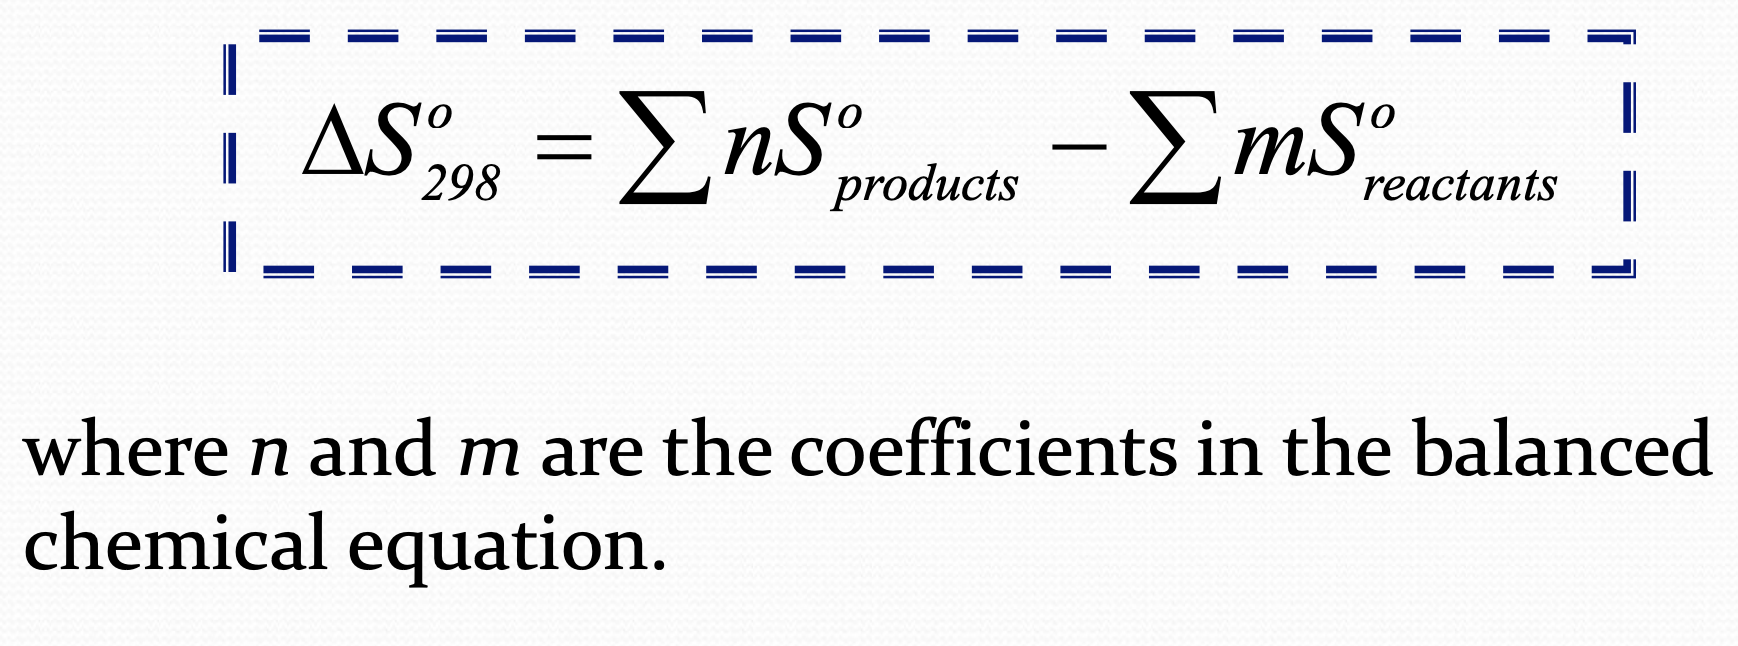 ΔS°298 = ∑nS°products − ∑mS°reactants
where n and m are the coefficients in the balanced
chemical equation.